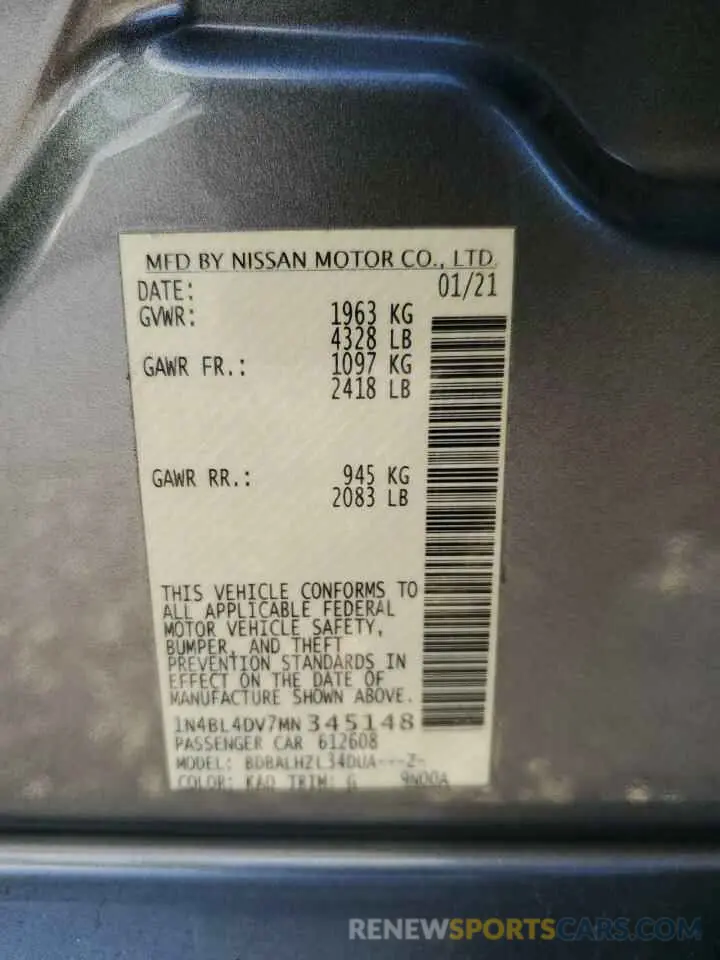 MFD BY NISSAN MOTOR CO., LTD.
DATE: 01/21
GVWR: 1963 KG
4328 LB
GAWR FR.: 1097 KG
2418 LB
GAWR RR.: 945 KG
2083 LB
THIS VEHICLE CONFORMS TO
ALL APPLICABLE FEDERAL
MOTOR VEHICLE SAFETY,
BUMPER, AND THEFT
PREVENTION STANDARDS IN
EFFECT ON THE DATE OF
MANUFACTURE SHOWN ABOVE.
1N4BL4DV7MN345148
PASSENGER CAR 612608
MODEL: BDBALHZL34DUA---Z-
COLOR: KAD TRIM: G 9N00A
RENEWSPORTSCARS.COM